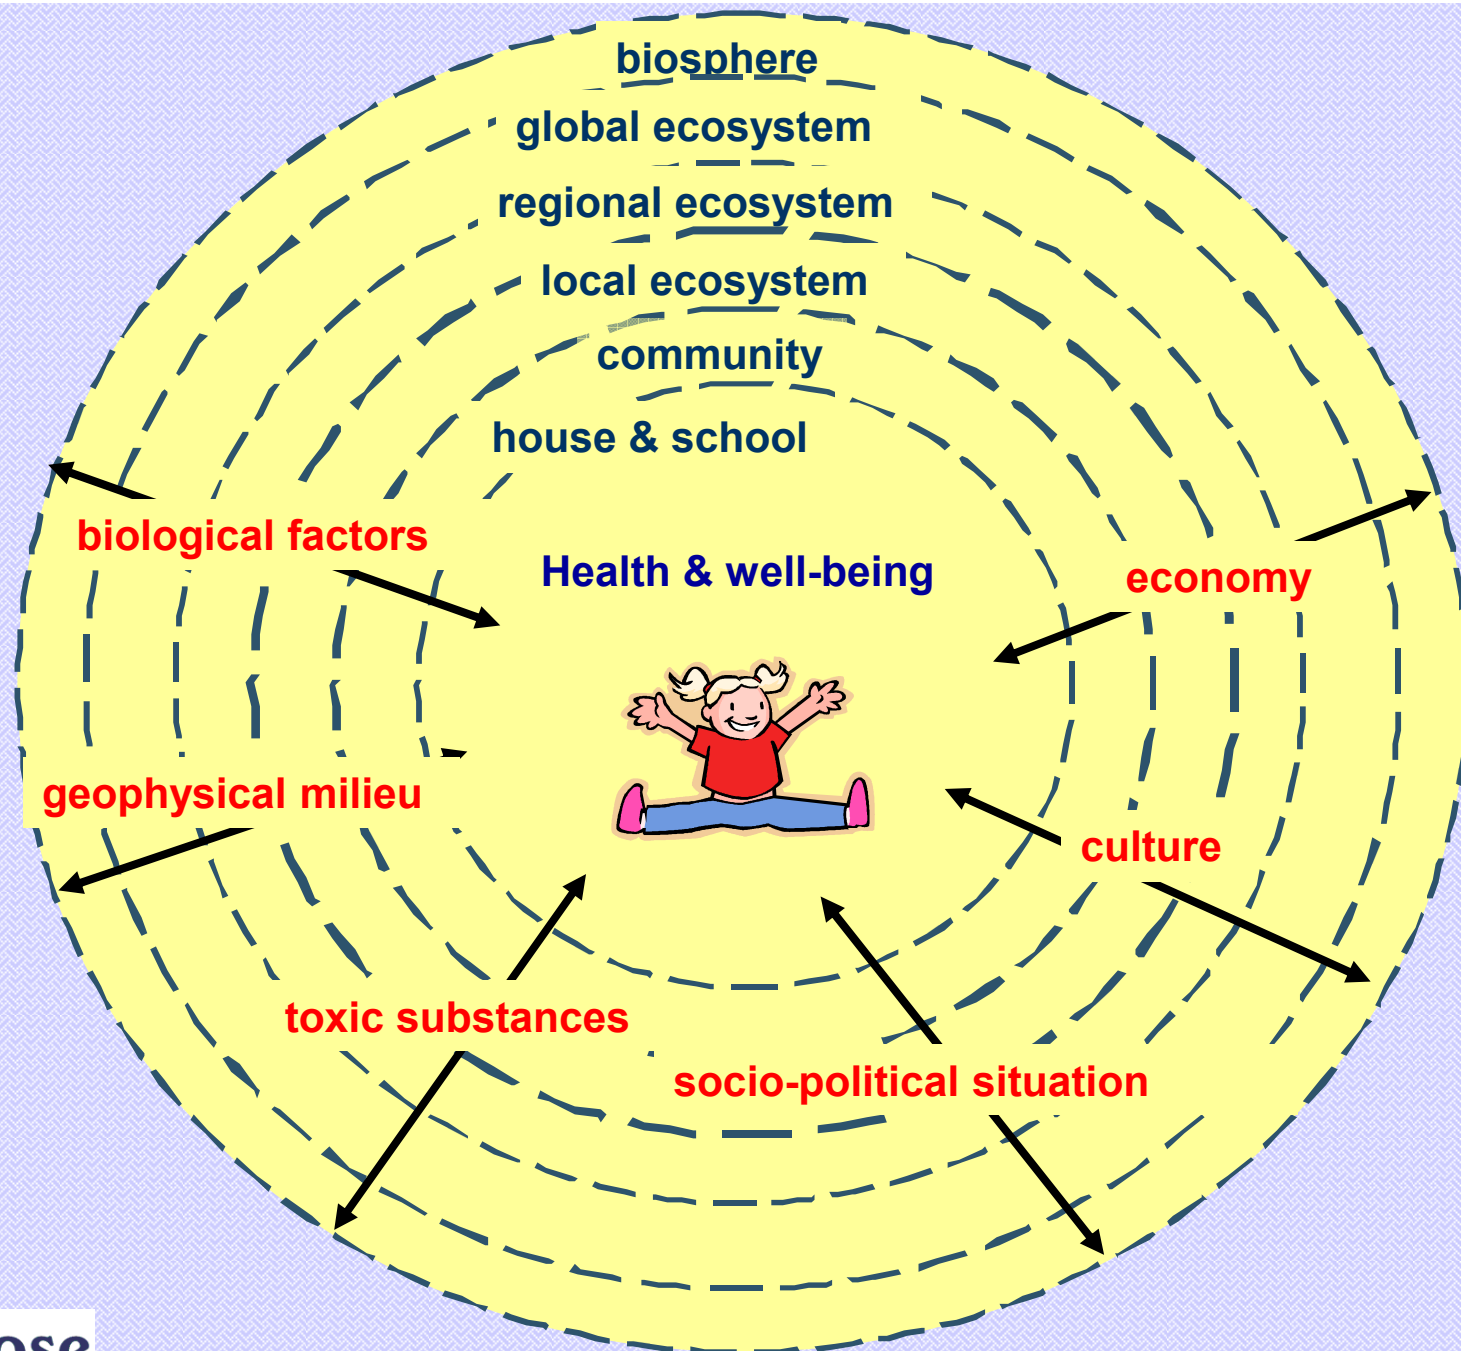 biosphere
global ecosystem
regional ecosystem
local ecosystem
community
house & school
biological factors
Health & well-being
economy
geophysical milieu
culture
toxic substances
socio-political situation